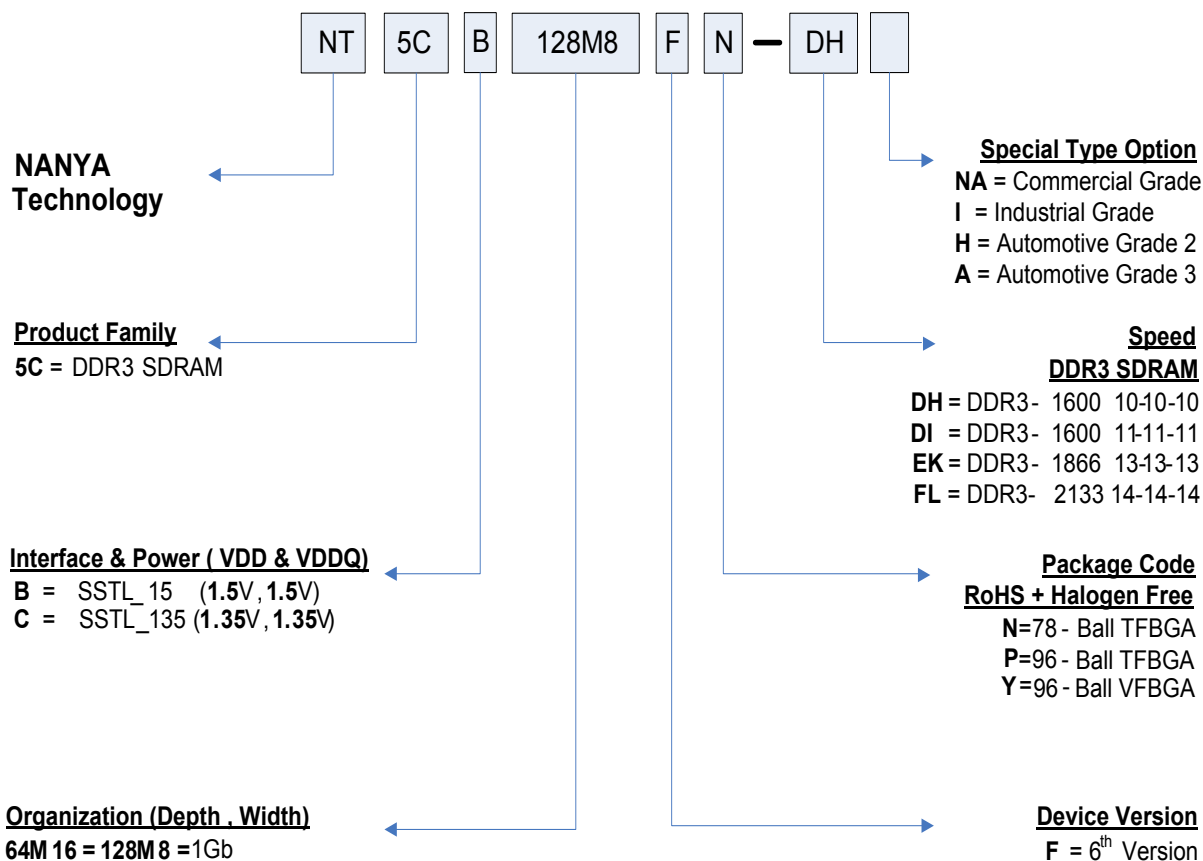 NT 5C B 128M8 F N – DH
NANYA
Technology
Special Type Option
NA = Commercial Grade
I = Industrial Grade
H = Automotive Grade 2
A = Automotive Grade 3
Product Family
5C = DDR3 SDRAM
Speed
DDR3 SDRAM
DH = DDR3- 1600 10-10-10
DI = DDR3- 1600 11-11-11
EK = DDR3- 1866 13-13-13
FL = DDR3- 2133 14-14-14
Interface & Power ( VDD & VDDQ)
B = SSTL_15 (1.5V, 1.5V)
C = SSTL_135 (1.35V, 1.35V)
Package Code
RoHS + Halogen Free
N=78 - Ball TFBGA
P=96 - Ball TFBGA
Y=96 - Ball VFBGA
Organization (Depth , Width)
64M 16 = 128M 8 =1Gb
Device Version
F = 6th Version